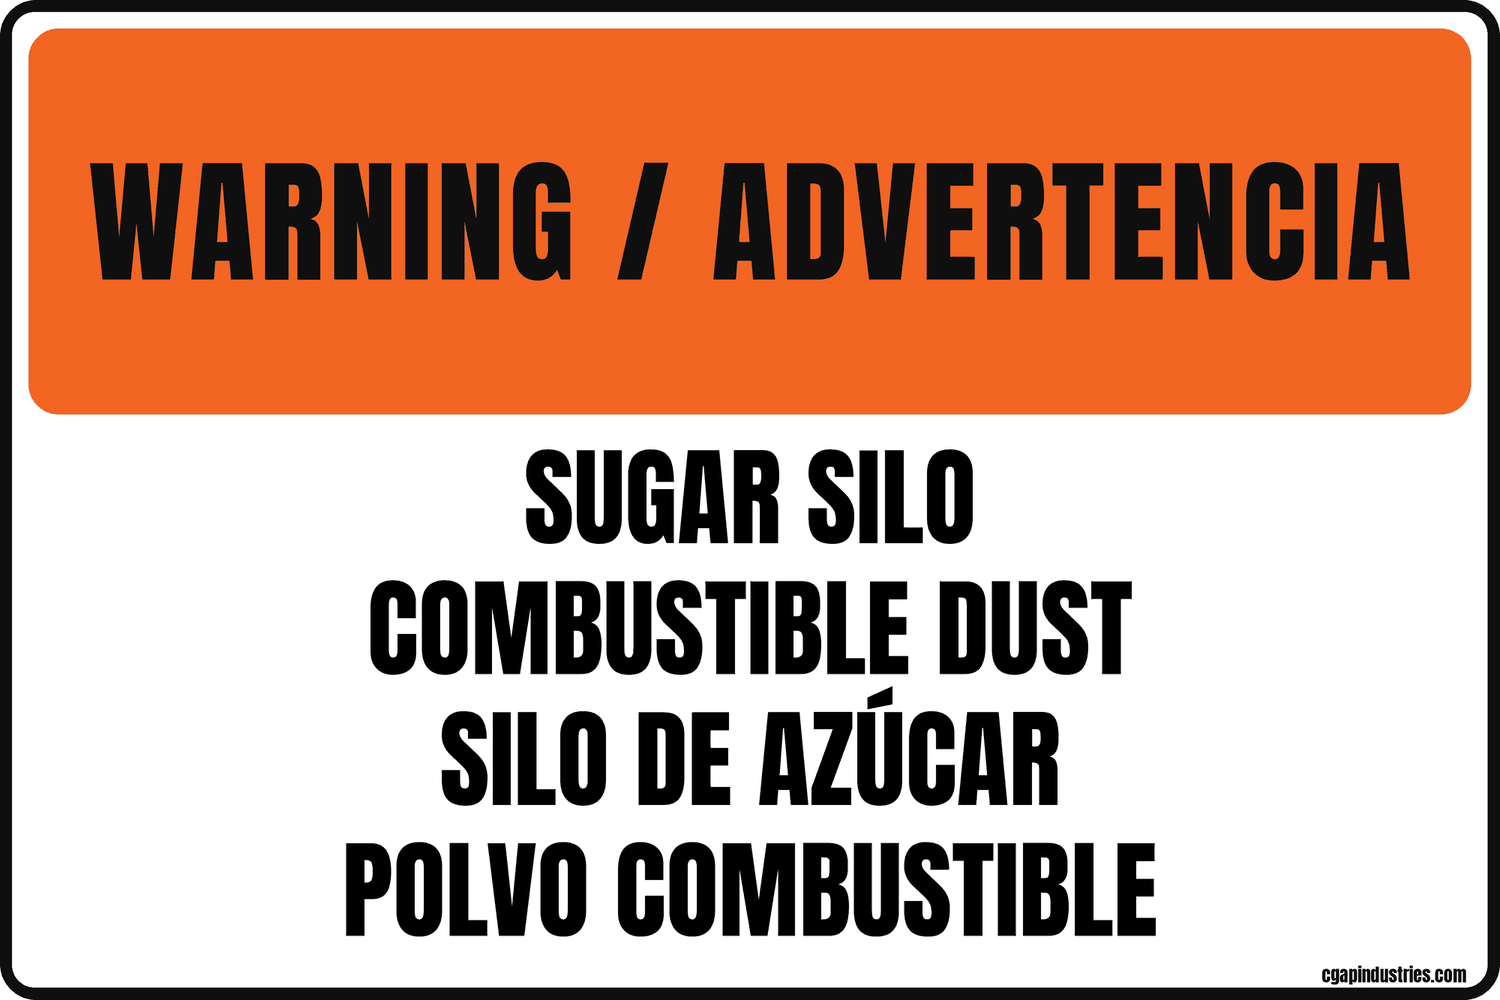 WARNING / ADVERTENCIA
SUGAR SILO
COMBUSTIBLE DUST
SILO DE AZÚCAR
POLVO COMBUSTIBLE
cgapindustries.com